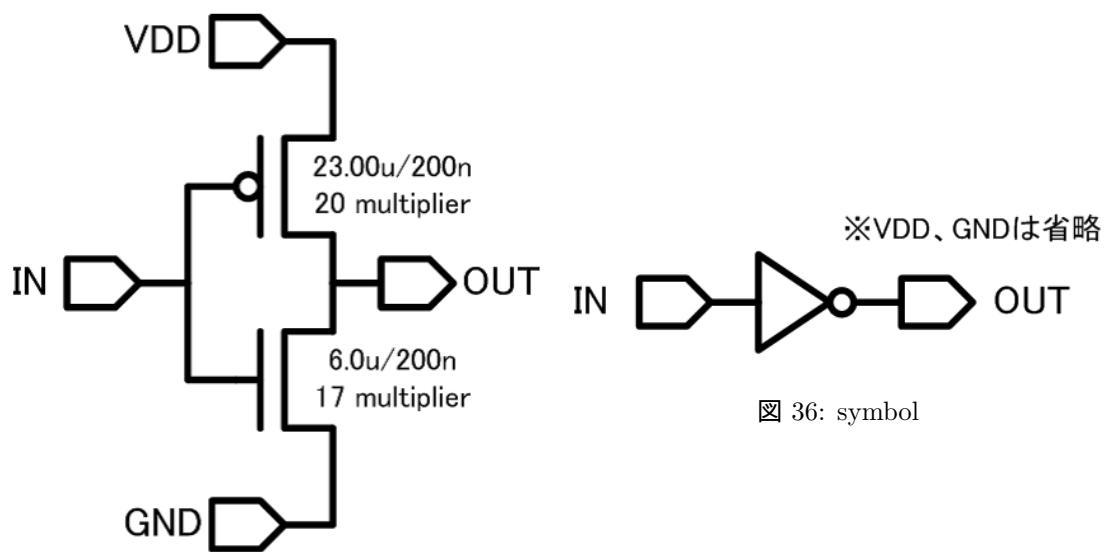 VDD
23.00u/200n
20 multiplier
IN
OUT
6.0u/200n
17 multiplier
GND
※VDD、GNDは省略
IN
OUT
図 36: symbol